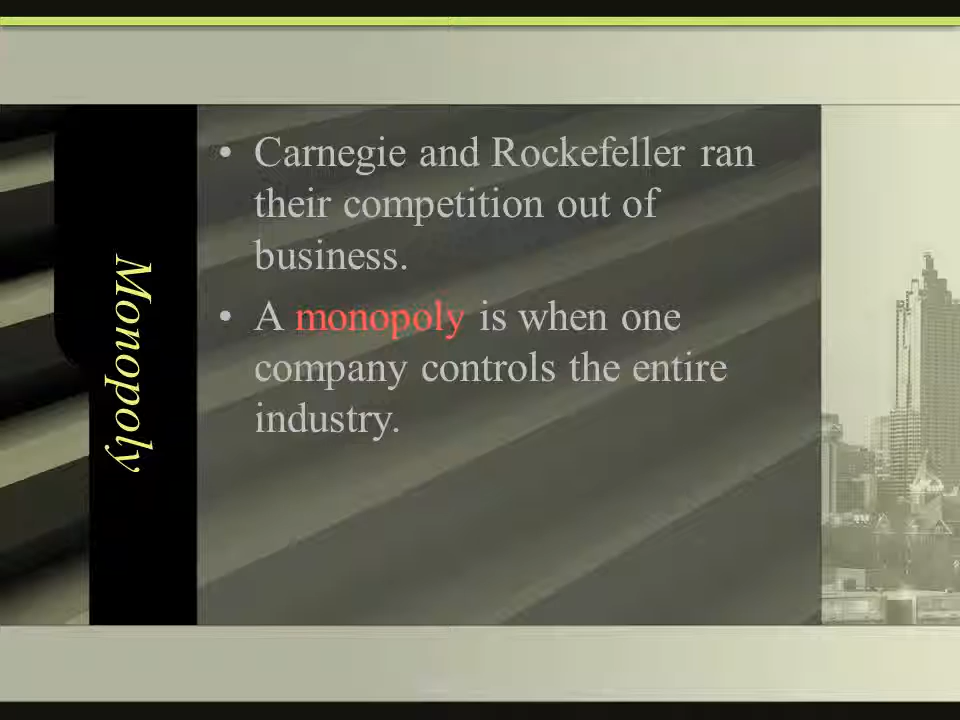 Monopoly
• Carnegie and Rockefeller ran
their competition out of
business.
• A monopoly is when one
company controls the entire
industry.